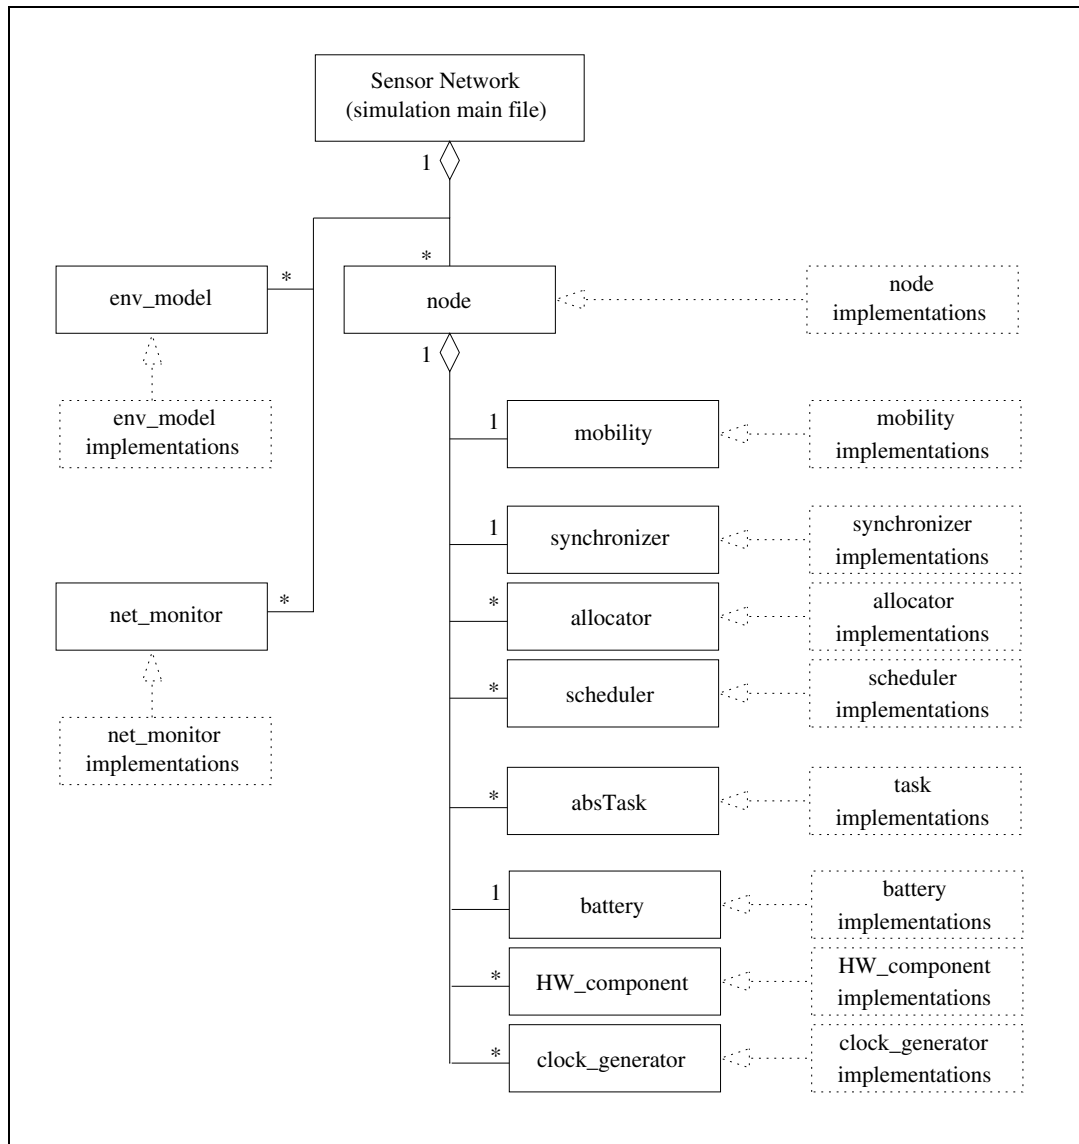 Sensor Network
(simulation main file)
1
*
*
env_model
node
node
implementations
1
env_model
implementations
1
mobility
mobility
implementations
1
synchronizer
synchronizer
implementations
*
net_monitor
*
allocator
allocator
implementations
*
scheduler
scheduler
implementations
net_monitor
implementations
*
absTask
task
implementations
1
battery
battery
implementations
*
HW_component
HW_component
implementations
*
clock_generator
clock_generator
implementations